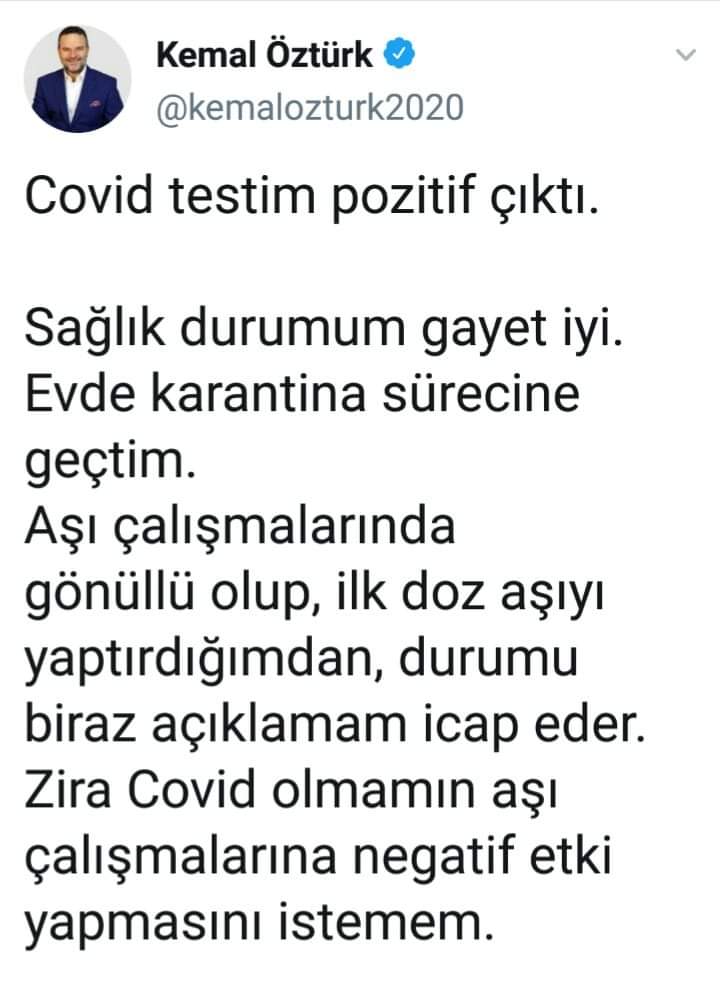 Kemal Öztürk
@kemalozturk2020
Covid testim pozitif çıktı.
Sağlık durumum gayet iyi.
Evde karantina sürecine
geçtim.
Aşı çalışmalarında
gönüllü olup, ilk doz aşıyı
yaptırdığımdan, durumu
biraz açıklamam icap eder.
Zira Covid olmamın aşı
çalışmalarına negatif etki
yapmasını istemem.